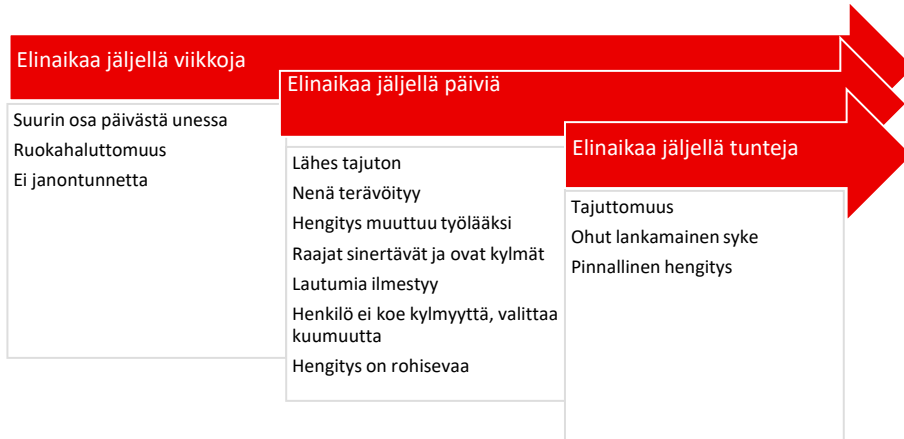 Elinaikaa jäljellä viikkoja
Suurin osa päivästä unessa
Ruokahaluttomuus
Ei janontunnetta
Elinaikaa jäljellä päiviä
Lähes tajuton
Nenä terävöityy
Hengitys muuttuu työlääksi
Raajat sinertävät ja ovat kylmät
Lautumia ilmestyy
Henkilö ei koe kylmyyttä, valittaa
kuumuutta
Hengitys on rohisevaa
Elinaikaa jäljellä tunteja
Tajuttomuus
Ohut lankamainen syke
Pinnallinen hengitys